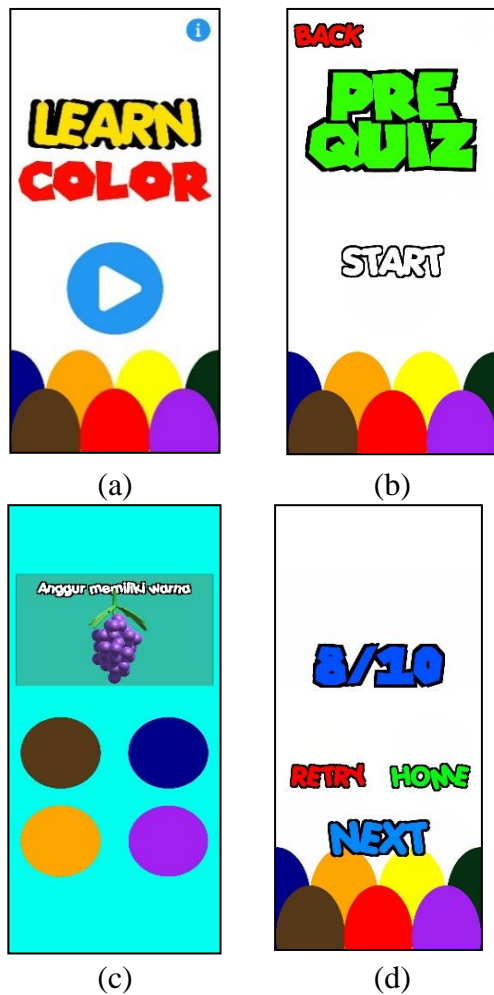 i
LEARN
COLOR
(a)
BACK
PRE
QUIZ
START
(b)
Anggur memiliki warna
(c)
8/10
RETRY HOME
NEXT
(d)